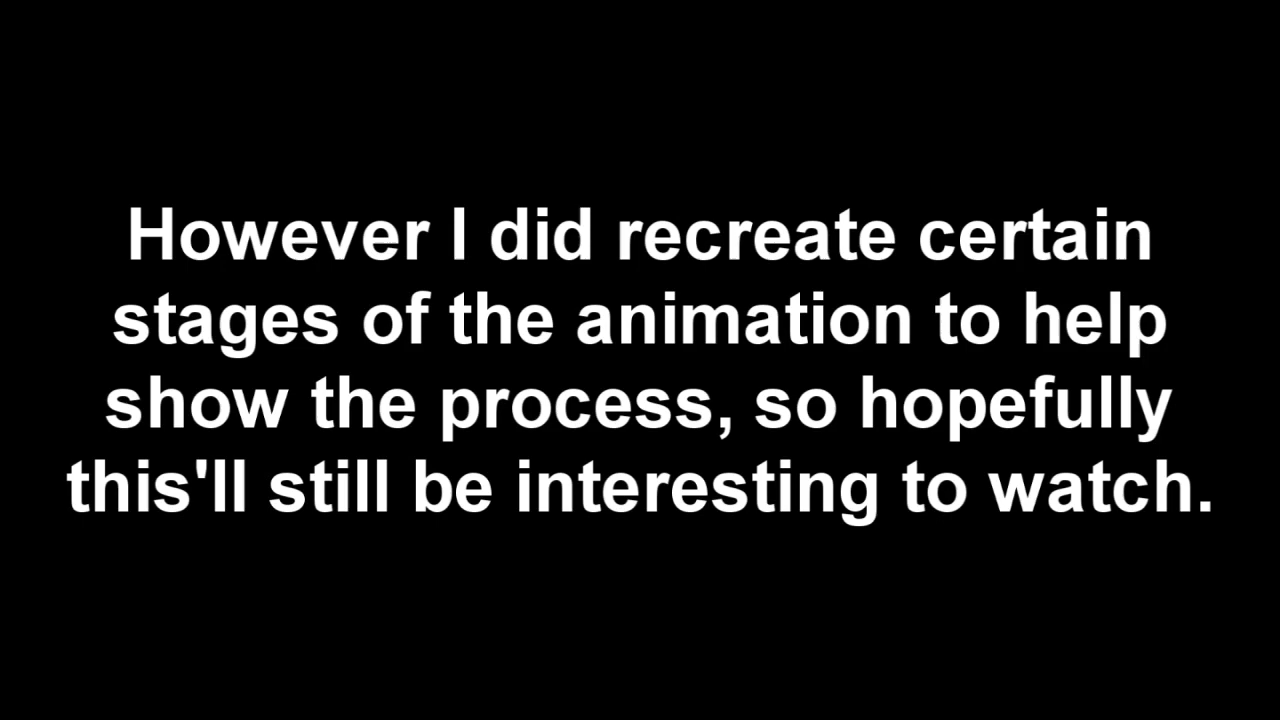 However I did recreate certain
stages of the animation to help
show the process, so hopefully
this'll still be interesting to watch.